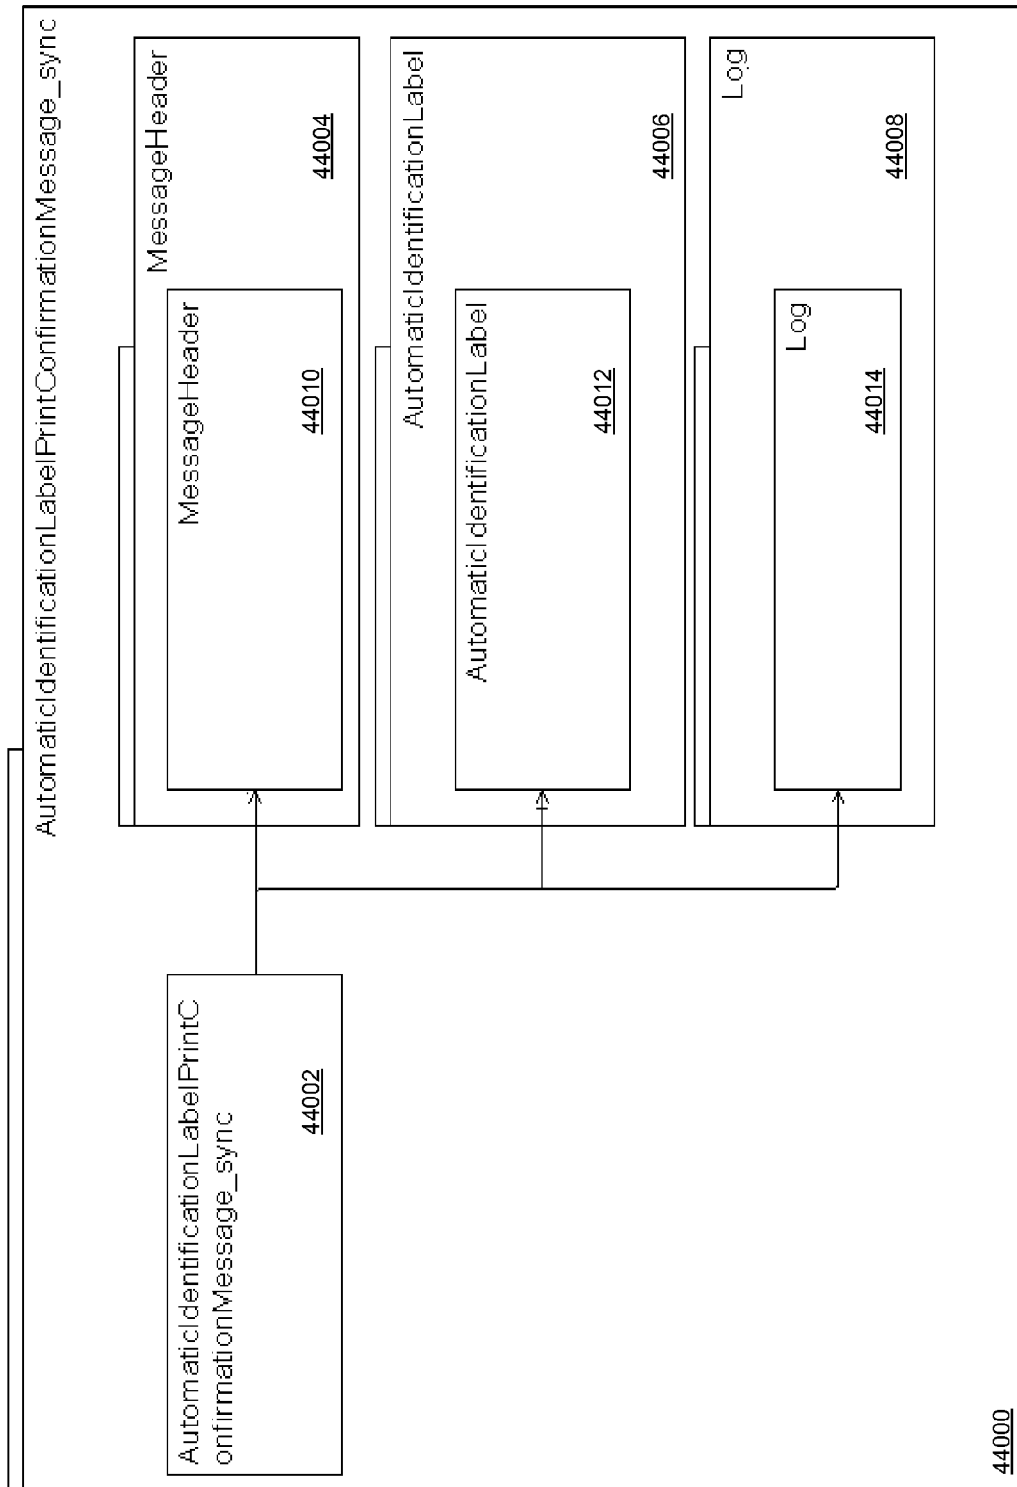 AutomaticIdentificationLabelPrintConfirmationMessage_sync
AutomaticIdentificationLabelPrintC
onfirmationMessage_sync
44002
MessageHeader
MessageHeader
44010
44004
AutomaticIdentificationLabel
AutomaticIdentificationLabel
44012
44006
Log
Log
44014
44008
44000